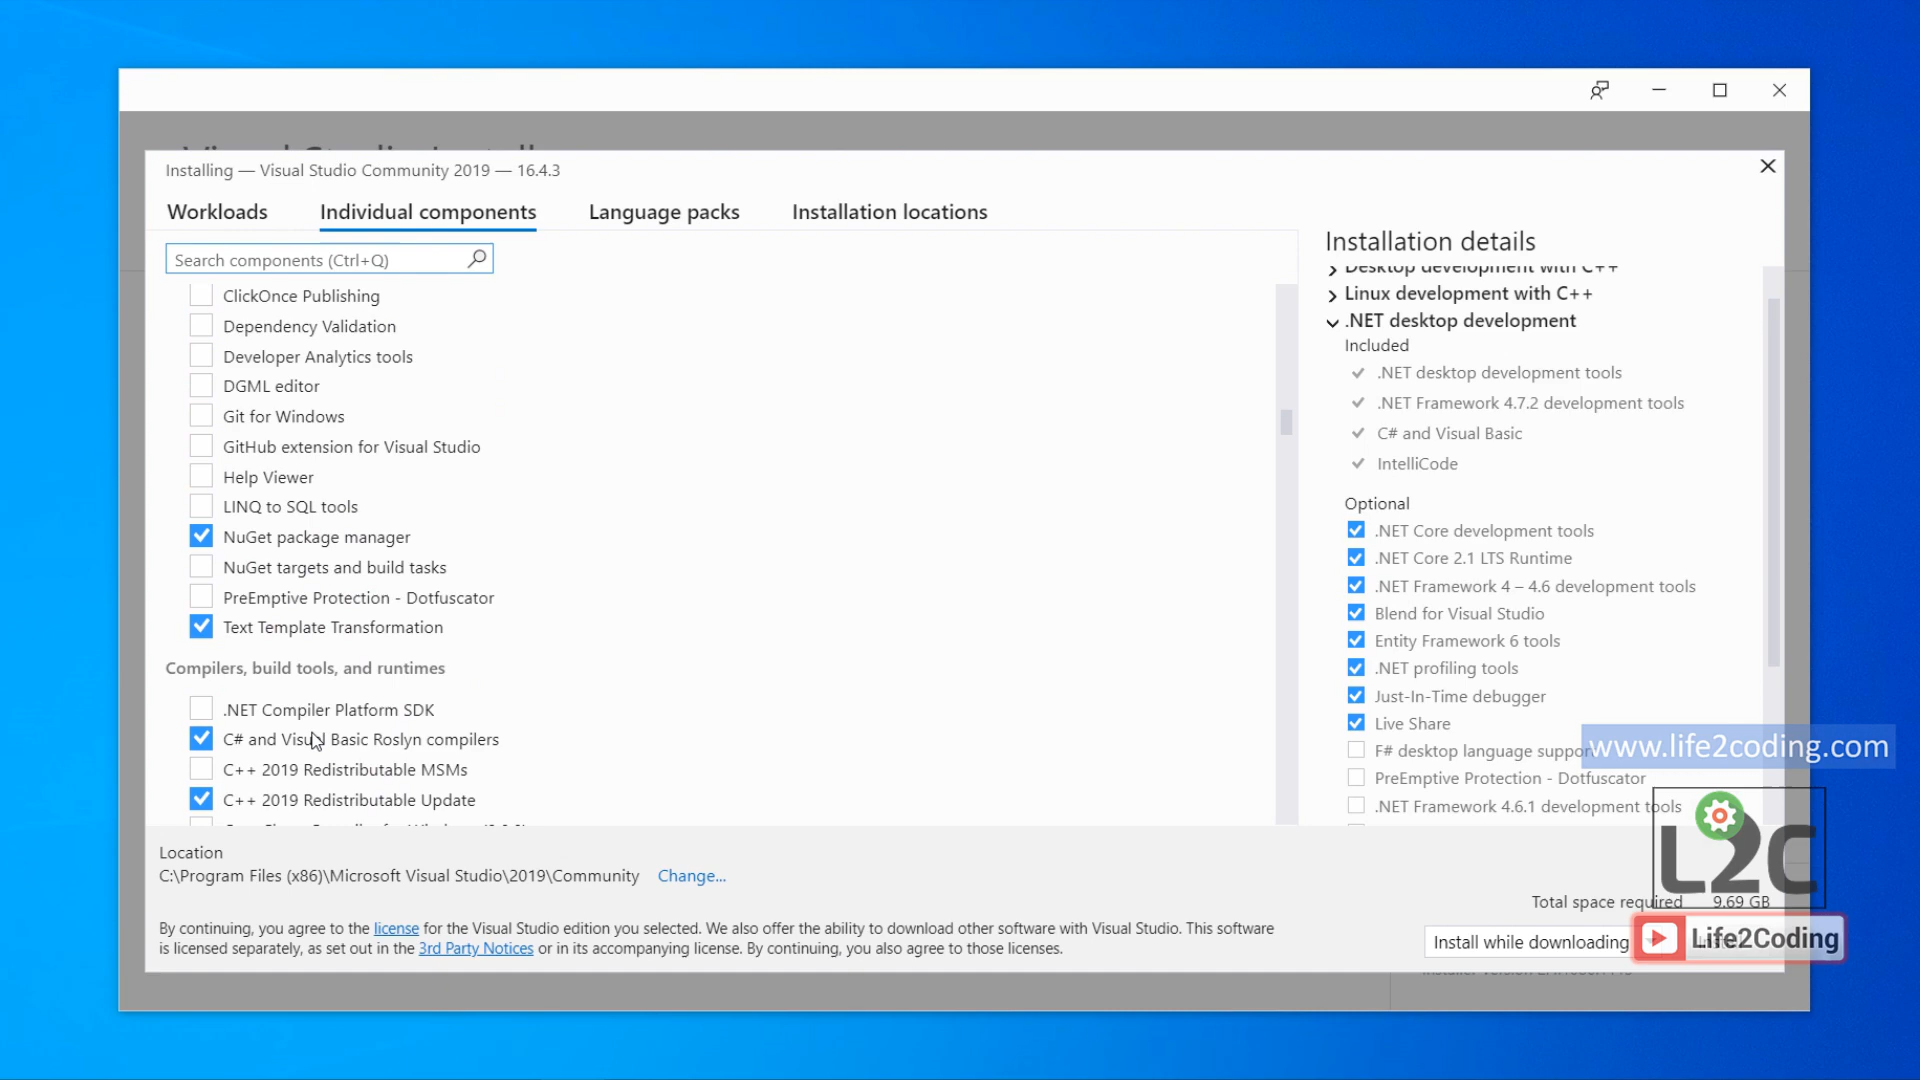 Installing — Visual Studio Community 2019 — 16.4.3
Workloads
Individual components
Language packs
Installation locations
Search components (Ctrl+Q)
ClickOnce Publishing
Dependency Validation
Developer Analytics tools
DGML editor
Git for Windows
GitHub extension for Visual Studio
Help Viewer
LINQ to SQL tools
NuGet package manager
NuGet targets and build tasks
PreEmptive Protection - Dotfuscator
Text Template Transformation
Compilers, build tools, and runtimes
.NET Compiler Platform SDK
C# and Visual Basic Roslyn compilers
C++ 2019 Redistributable MSMs
C++ 2019 Redistributable Update
Installation details
Desktop development with C++
Linux development with C++
.NET desktop development
Included
.NET desktop development tools
.NET Framework 4.7.2 development tools
C# and Visual Basic
IntelliCode
Optional
.NET Core development tools
.NET Core 2.1 LTS Runtime
.NET Framework 4 – 4.6 development tools
Blend for Visual Studio
Entity Framework 6 tools
.NET profiling tools
Just-In-Time debugger
Live Share
F# desktop language support
PreEmptive Protection - Dotfuscator
.NET Framework 4.6.1 development tools
www.life2coding.com
L2C
Location
C:\Program Files (x86)\Microsoft Visual Studio\2019\Community Change...
By continuing, you agree to the license for the Visual Studio edition you selected. We also offer the ability to download other software with Visual Studio. This software
is licensed separately, as set out in the 3rd Party Notices or in its accompanying license. By continuing, you also agree to those licenses.
Total space required 9.69 GB
Install while downloading
Life2Coding